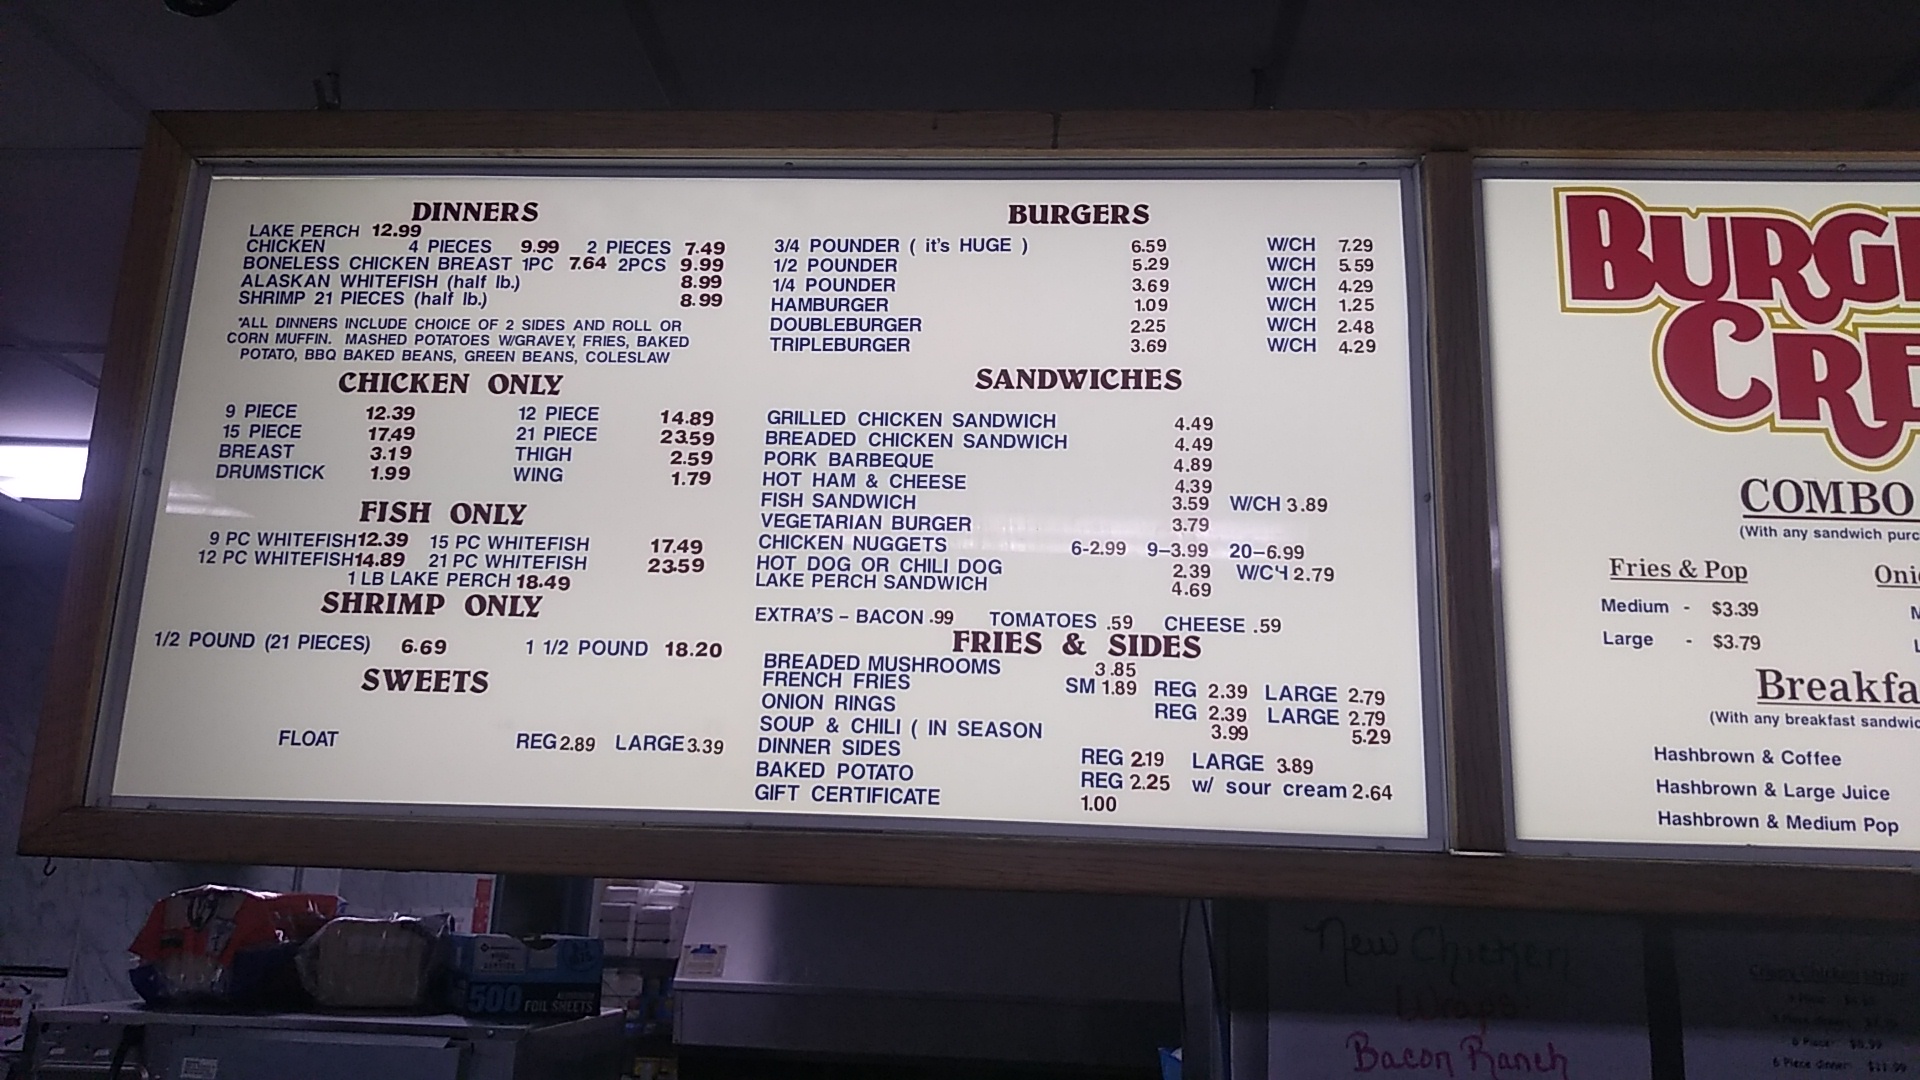 DINNERS
LAKE PERCH 12.99
CHICKEN 4 PIECES 9.99 2 PIECES 7.49
BONELESS CHICKEN BREAST 1PC 7.64 2PCS 9.99
ALASKAN WHITEFISH (half lb.) 8.99
SHRIMP 21 PIECES (half lb.) 8.99
*ALL DINNERS INCLUDE CHOICE OF 2 SIDES AND ROLL OR
CORN MUFFIN. MASHED POTATOES W/GRAVEY, FRIES, BAKED
POTATO, BBQ BAKED BEANS, GREEN BEANS, COLESLAW
CHICKEN ONLY
9 PIECE 12.39 12 PIECE 14.89
15 PIECE 17.49 21 PIECE 23.59
BREAST 3.19 THIGH 2.59
DRUMSTICK 1.99 WING 1.79
FISH ONLY
9 PC WHITEFISH 12.39 15 PC WHITEFISH 17.49
12 PC WHITEFISH 14.89 21 PC WHITEFISH 23.59
1 LB LAKE PERCH 18.49
SHRIMP ONLY
1/2 POUND (21 PIECES) 6.69 1 1/2 POUND 18.20
SWEETS
FLOAT REG 2.89 LARGE 3.39
BURGERS
3/4 POUNDER ( it's HUGE ) 6.59 W/CH 7.29
1/2 POUNDER 5.29 W/CH 5.59
1/4 POUNDER 3.69 W/CH 4.29
HAMBURGER 1.09 W/CH 1.25
DOUBLEBURGER 2.25 W/CH 2.48
TRIPLEBURGER 3.69 W/CH 4.29
SANDWICHES
GRILLED CHICKEN SANDWICH 4.49
BREADED CHICKEN SANDWICH 4.49
PORK BARBEQUE 4.89
HOT HAM & CHEESE 4.39
FISH SANDWICH 3.59 W/CH 3.89
VEGETARIAN BURGER 3.79
CHICKEN NUGGETS 6-2.99 9-3.99 20-6.99
HOT DOG OR CHILI DOG 2.39 W/CH 2.79
LAKE PERCH SANDWICH 4.69
EXTRA'S - BACON .99 TOMATOES .59 CHEESE .59
FRIES & SIDES
BREADED MUSHROOMS 3.85
FRENCH FRIES SM 1.89 REG 2.39 LARGE 2.79
ONION RINGS REG 2.39 LARGE 2.79
SOUP & CHILI ( IN SEASON 3.99 5.29
DINNER SIDES REG 2.19 LARGE 3.89
BAKED POTATO REG 2.25 w/ sour cream 2.64
GIFT CERTIFICATE 1.00
BURGE
CRE
COMBO
(With any sandwich purc
Fries & Pop Oni
Medium - $3.39
Large - $3.79
Breakfa
(With any breakfast sandwic
Hashbrown & Coffee
Hashbrown & Large Juice
Hashbrown & Medium Pop
New Chicken
Wraps
Bacon Ranch
6 Piece dinner
500 FOIL SHEETS